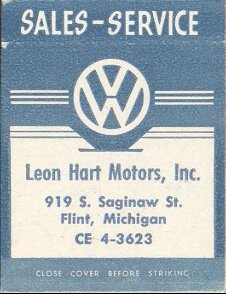 SALES-SERVICE
VW
Leon Hart Motors, Inc.
919 S. Saginaw St.
Flint, Michigan
CE 4-3623
CLOSE COVER BEFORE STRIKING